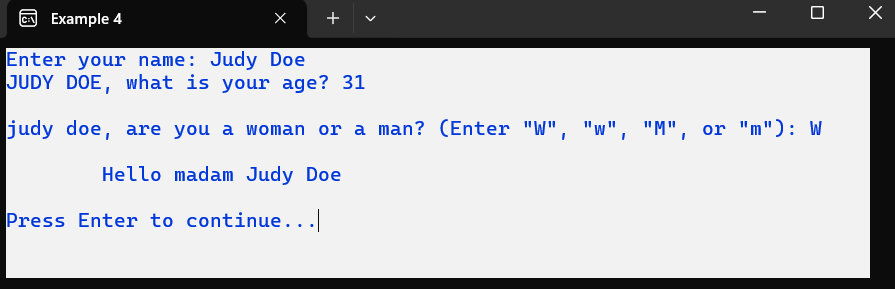 Example 4
Enter your name: Judy Doe
JUDY DOE, what is your age? 31
judy doe, are you a woman or a man? (Enter "W", "w", "M", or "m"): W
Hello madam Judy Doe
Press Enter to continue...